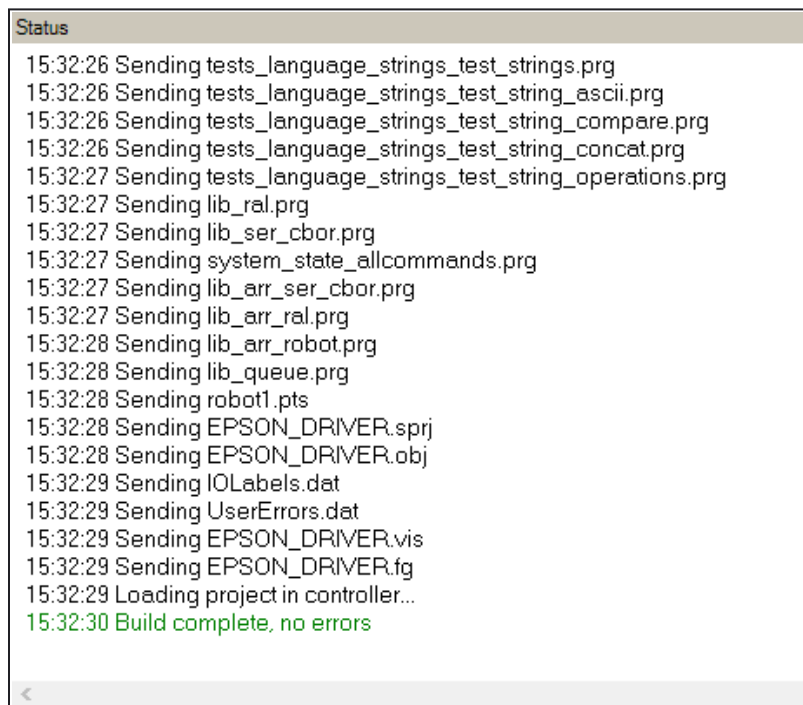 Status
15:32:26 Sending tests_language_strings_test_strings.prg
15:32:26 Sending tests_language_strings_test_string_ascii.prg
15:32:26 Sending tests_language_strings_test_string_compare.prg
15:32:26 Sending tests_language_strings_test_string_concat.prg
15:32:27 Sending tests_language_strings_test_string_operations.prg
15:32:27 Sending lib_ral.prg
15:32:27 Sending lib_ser_cbor.prg
15:32:27 Sending system_state_allcommands.prg
15:32:27 Sending lib_arr_ser_cbor.prg
15:32:27 Sending lib_arr_ral.prg
15:32:28 Sending lib_arr_robot.prg
15:32:28 Sending lib_queue.prg
15:32:28 Sending robot1.pts
15:32:28 Sending EPSON_DRIVER.sprj
15:32:28 Sending EPSON_DRIVER.obj
15:32:29 Sending IOLabels.dat
15:32:29 Sending UserErrors.dat
15:32:29 Sending EPSON_DRIVER.vis
15:32:29 Sending EPSON_DRIVER.fg
15:32:29 Loading project in controller...
15:32:30 Build complete, no errors